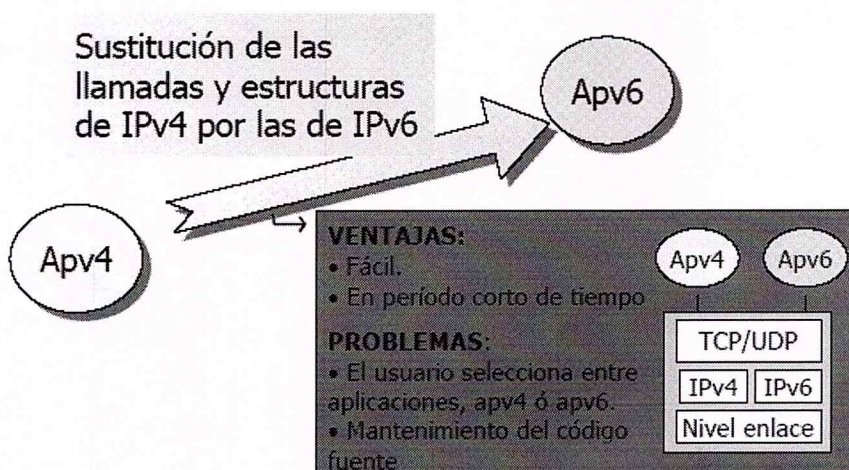 Sustitución de las
llamadas y estructuras
de IPv4 por las de IPv6
Apv6
Apv4
VENTAJAS:
• Fácil.
• En período corto de tiempo
PROBLEMAS:
• El usuario selecciona entre
aplicaciones, apv4 ó apv6.
• Mantenimiento del código
fuente
Apv4 Apv6
TCP/UDP
IPv4 IPv6
Nivel enlace